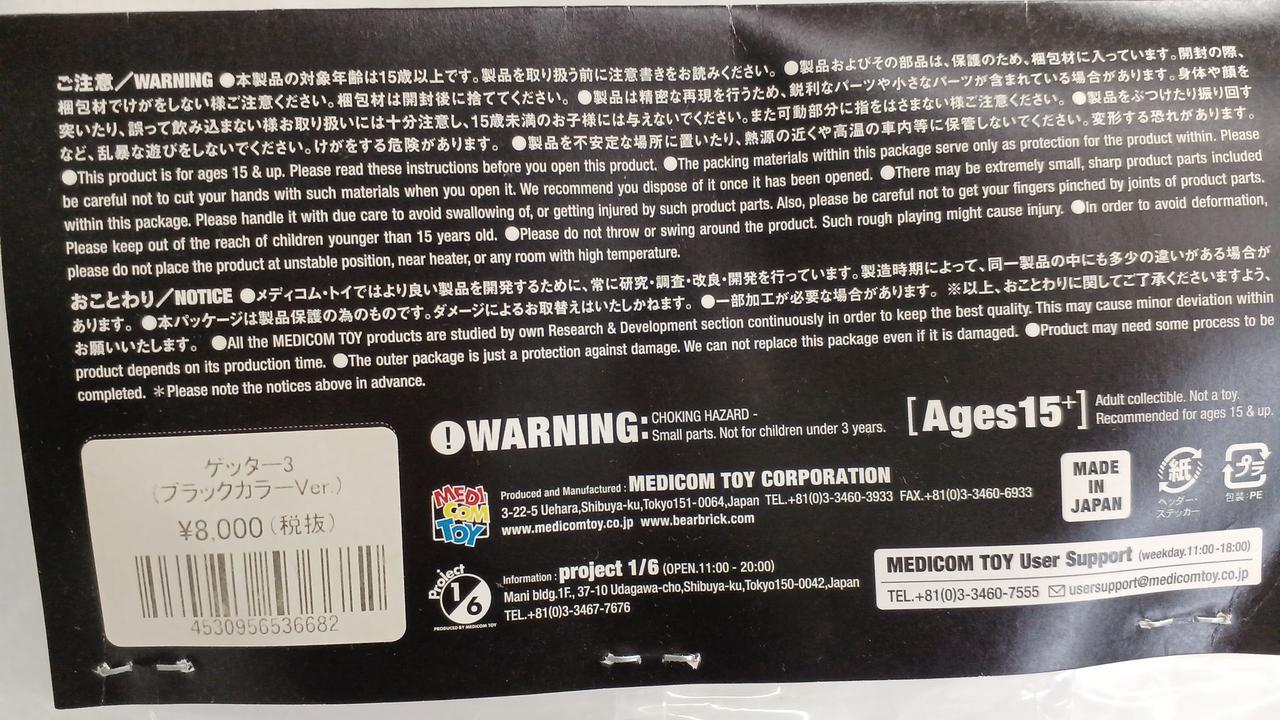 ご注意／WARNING ●本製品の対象年齢は15歳以上です。製品を取り扱う前に注意書きをお読みください。 ●製品およびその部品は、保護のため、梱包材に入っています。開封の際、
梱包材でけがをしない様ご注意ください。梱包材は開封後に捨ててください。 ●製品は精密な再現を行うため、鋭利なパーツや小さなパーツが含まれている場合があります。身体や顔を
突いたり、誤って飲み込まない様お取り扱いには十分注意し、15歳未満のお子様には与えないでください。また可動部分に指をはさまない様ご注意ください。 ●製品をぶつけたり振り回す
など、乱暴な遊びをしないでください。けがをする危険があります。 ●製品を不安定な場所に置いたり、熱源の近くや高温の車内等に保管しないでください。変形する恐れがあります。
●This product is for ages 15 & up. Please read these instructions before you open this product. ●The packing materials within this package serve only as protection for the product within. Please
be careful not to cut your hands with such materials when you open it. We recommend you dispose of it once it has been opened. ●There may be extremely small, sharp product parts included
within this package. Please handle it with due care to avoid swallowing of, or getting injured by such product parts. Also, please be careful not to get your fingers pinched by joints of product parts.
Please keep out of the reach of children younger than 15 years old. ●Please do not throw or swing around the product. Such rough playing might cause injury. ●In order to avoid deformation,
please do not place the product at unstable position, near heater, or any room with high temperature.
おことわり／NOTICE ●メディコム・トイではより良い製品を開発するために、常に研究・調査・改良・開発を行っています。製造時期によって、同一製品の中にも多少の違いがある場合が
あります。 ●本パッケージは製品保護の為のものです。ダメージによるお取替えはいたしかねます。 ●一部加工が必要な場合があります。 ※以上、おことわりに関してご了承くださいますよう、
お願いいたします。 ●All the MEDICOM TOY products are studied by own Research & Development section continuously in order to keep the best quality. This may cause minor deviation within
product depends on its production time. ●The outer package is just a protection against damage. We can not replace this package even if it is damaged. ●Product may need some process to be
completed. ＊Please note the notices above in advance.
WARNING: CHOKING HAZARD -
Small parts. Not for children under 3 years.
[Ages15+] Adult collectible. Not a toy.
Recommended for ages 15 & up.
ゲッター3
(ブラックカラーVer.)
¥8,000(税抜)
4530956536682
MEDI
COM
TOY
Produced and Manufactured : MEDICOM TOY CORPORATION
3-22-5 Uehara,Shibuya-ku,Tokyo151-0064,Japan TEL.+81(0)3-3460-3933 FAX.+81(0)3-3460-6933
www.medicomtoy.co.jp www.bearbrick.com
MADE
IN
JAPAN
紙
ヘッダー・
ステッカー
プラ
包装:PE
Project
1/6
PRODUCED BY MEDICOM TOY
Information : project 1/6 (OPEN.11:00 - 20:00)
Mani bldg.1F., 37-10 Udagawa-cho,Shibuya-ku,Tokyo150-0042,Japan
TEL.+81(0)3-3467-7676
MEDICOM TOY User Support (weekday.11:00-18:00)
TEL.+81(0)3-3460-7555 usersupport@medicomtoy.co.jp